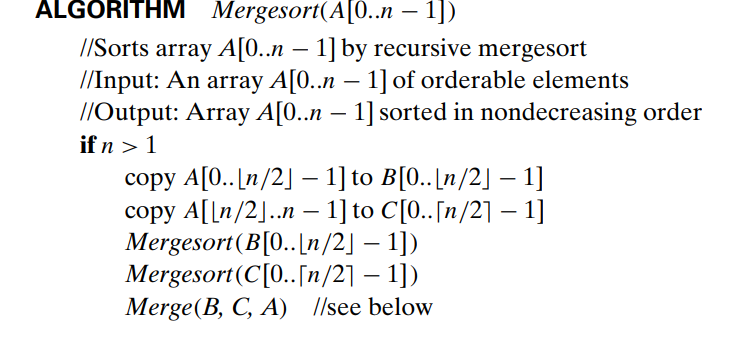 ALGORITHM Mergesort(A[0..n − 1])
//Sorts array A[0..n − 1] by recursive mergesort
//Input: An array A[0..n − 1] of orderable elements
//Output: Array A[0..n − 1] sorted in nondecreasing order
if n > 1
copy A[0..⌊n/2⌋ − 1] to B[0..⌊n/2⌋ − 1]
copy A[⌊n/2⌋..n − 1] to C[0..⌈n/2⌉ − 1]
Mergesort(B[0..⌊n/2⌋ − 1])
Mergesort(C[0..⌈n/2⌉ − 1])
Merge(B, C, A) //see below